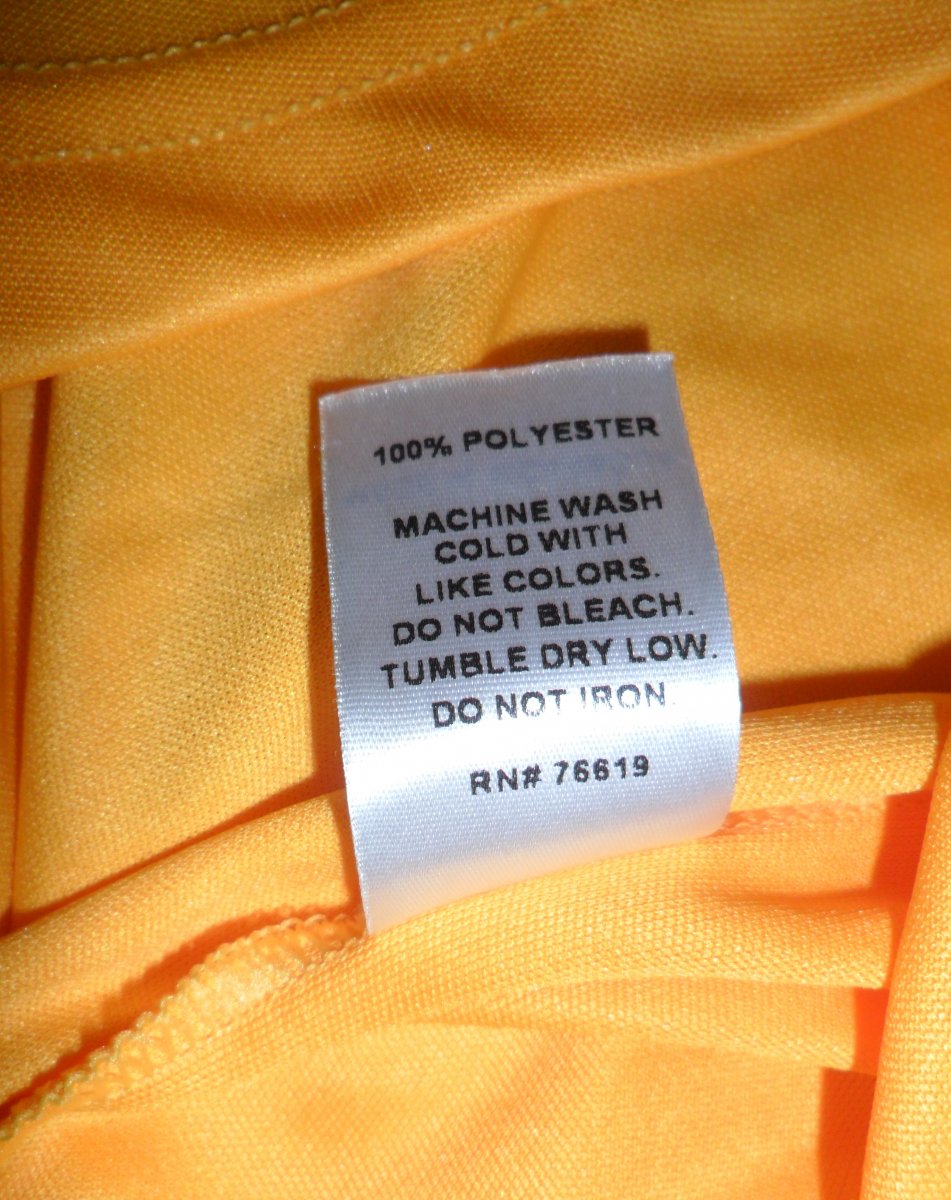 100% POLYESTER
MACHINE WASH
COLD WITH
LIKE COLORS.
DO NOT BLEACH.
TUMBLE DRY LOW.
DO NOT IRON.
RN# 76619